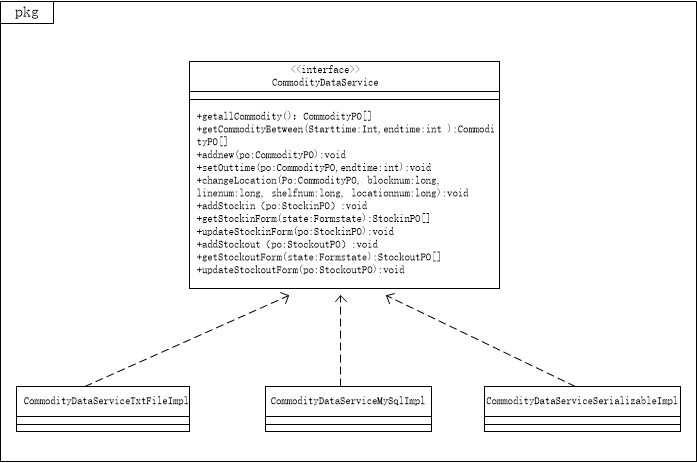 pkg
<<interface>>
CommodityDataService
+getallCommodity(): CommodityPO[]
+getCommodityBetween(Starttime:Int,endtime:int ):Commodi
tyPO[]
+addnew(po:CommodityPO):void
+setOuttime(po:CommodityPO,endtime:int):void
+changeLocation(Po:CommodityPO, blocknum:long,
linenum:long, shelfnum:long, locationnum:long):void
+addStockin (po:StockinPO) :void
+getStockinForm(state:Formstate):StockinPO[]
+updateStockinForm(po:StockinPO):void
+addStockout (po:StockoutPO) :void
+getStockoutForm(state:Formstate):StockoutPO[]
+updateStockoutForm(po:StockoutPO):void
CommodityDataServiceTxtFileImpl
CommodityDataServiceMySqlImpl
CommodityDataServiceSerializableImpl